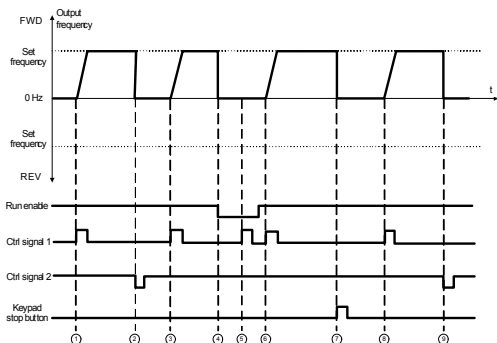 FWD
Output
frequency
Set
frequency
0 Hz
t
Set
frequency
REV
Run enable
Ctrl signal 1
Ctrl signal 2
Keypad
stop button
1 2 3 4 5 6 7 8 9